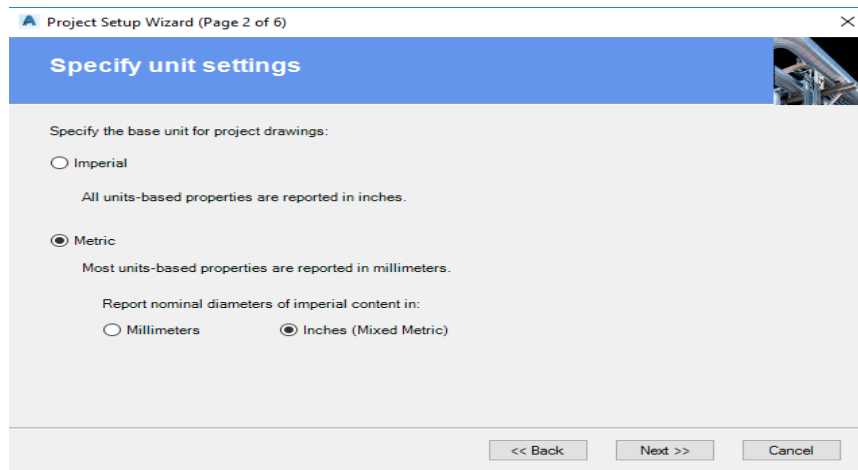 Project Setup Wizard (Page 2 of 6)
Specify unit settings
Specify the base unit for project drawings:
Imperial
All units-based properties are reported in inches.
Metric
Most units-based properties are reported in millimeters.
Report nominal diameters of imperial content in:
Millimeters Inches (Mixed Metric)
<< Back Next >> Cancel